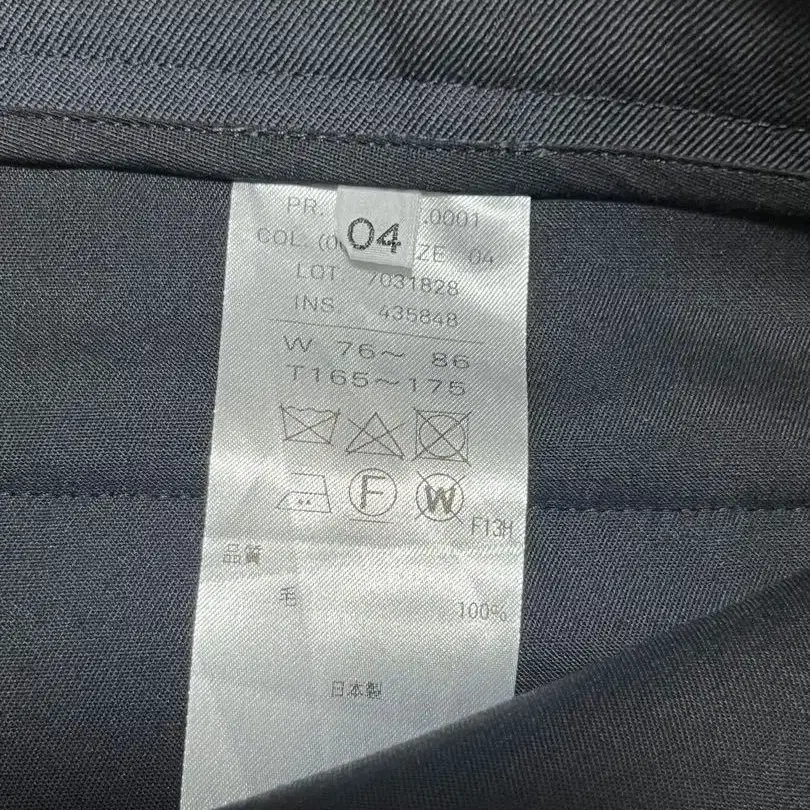 PR. .0001
04
COL. (0 ZE 04
LOT 7031828
INS. 435848
W 76～ 86
T165～175
F W
F13H
品質
毛 100%
日本製